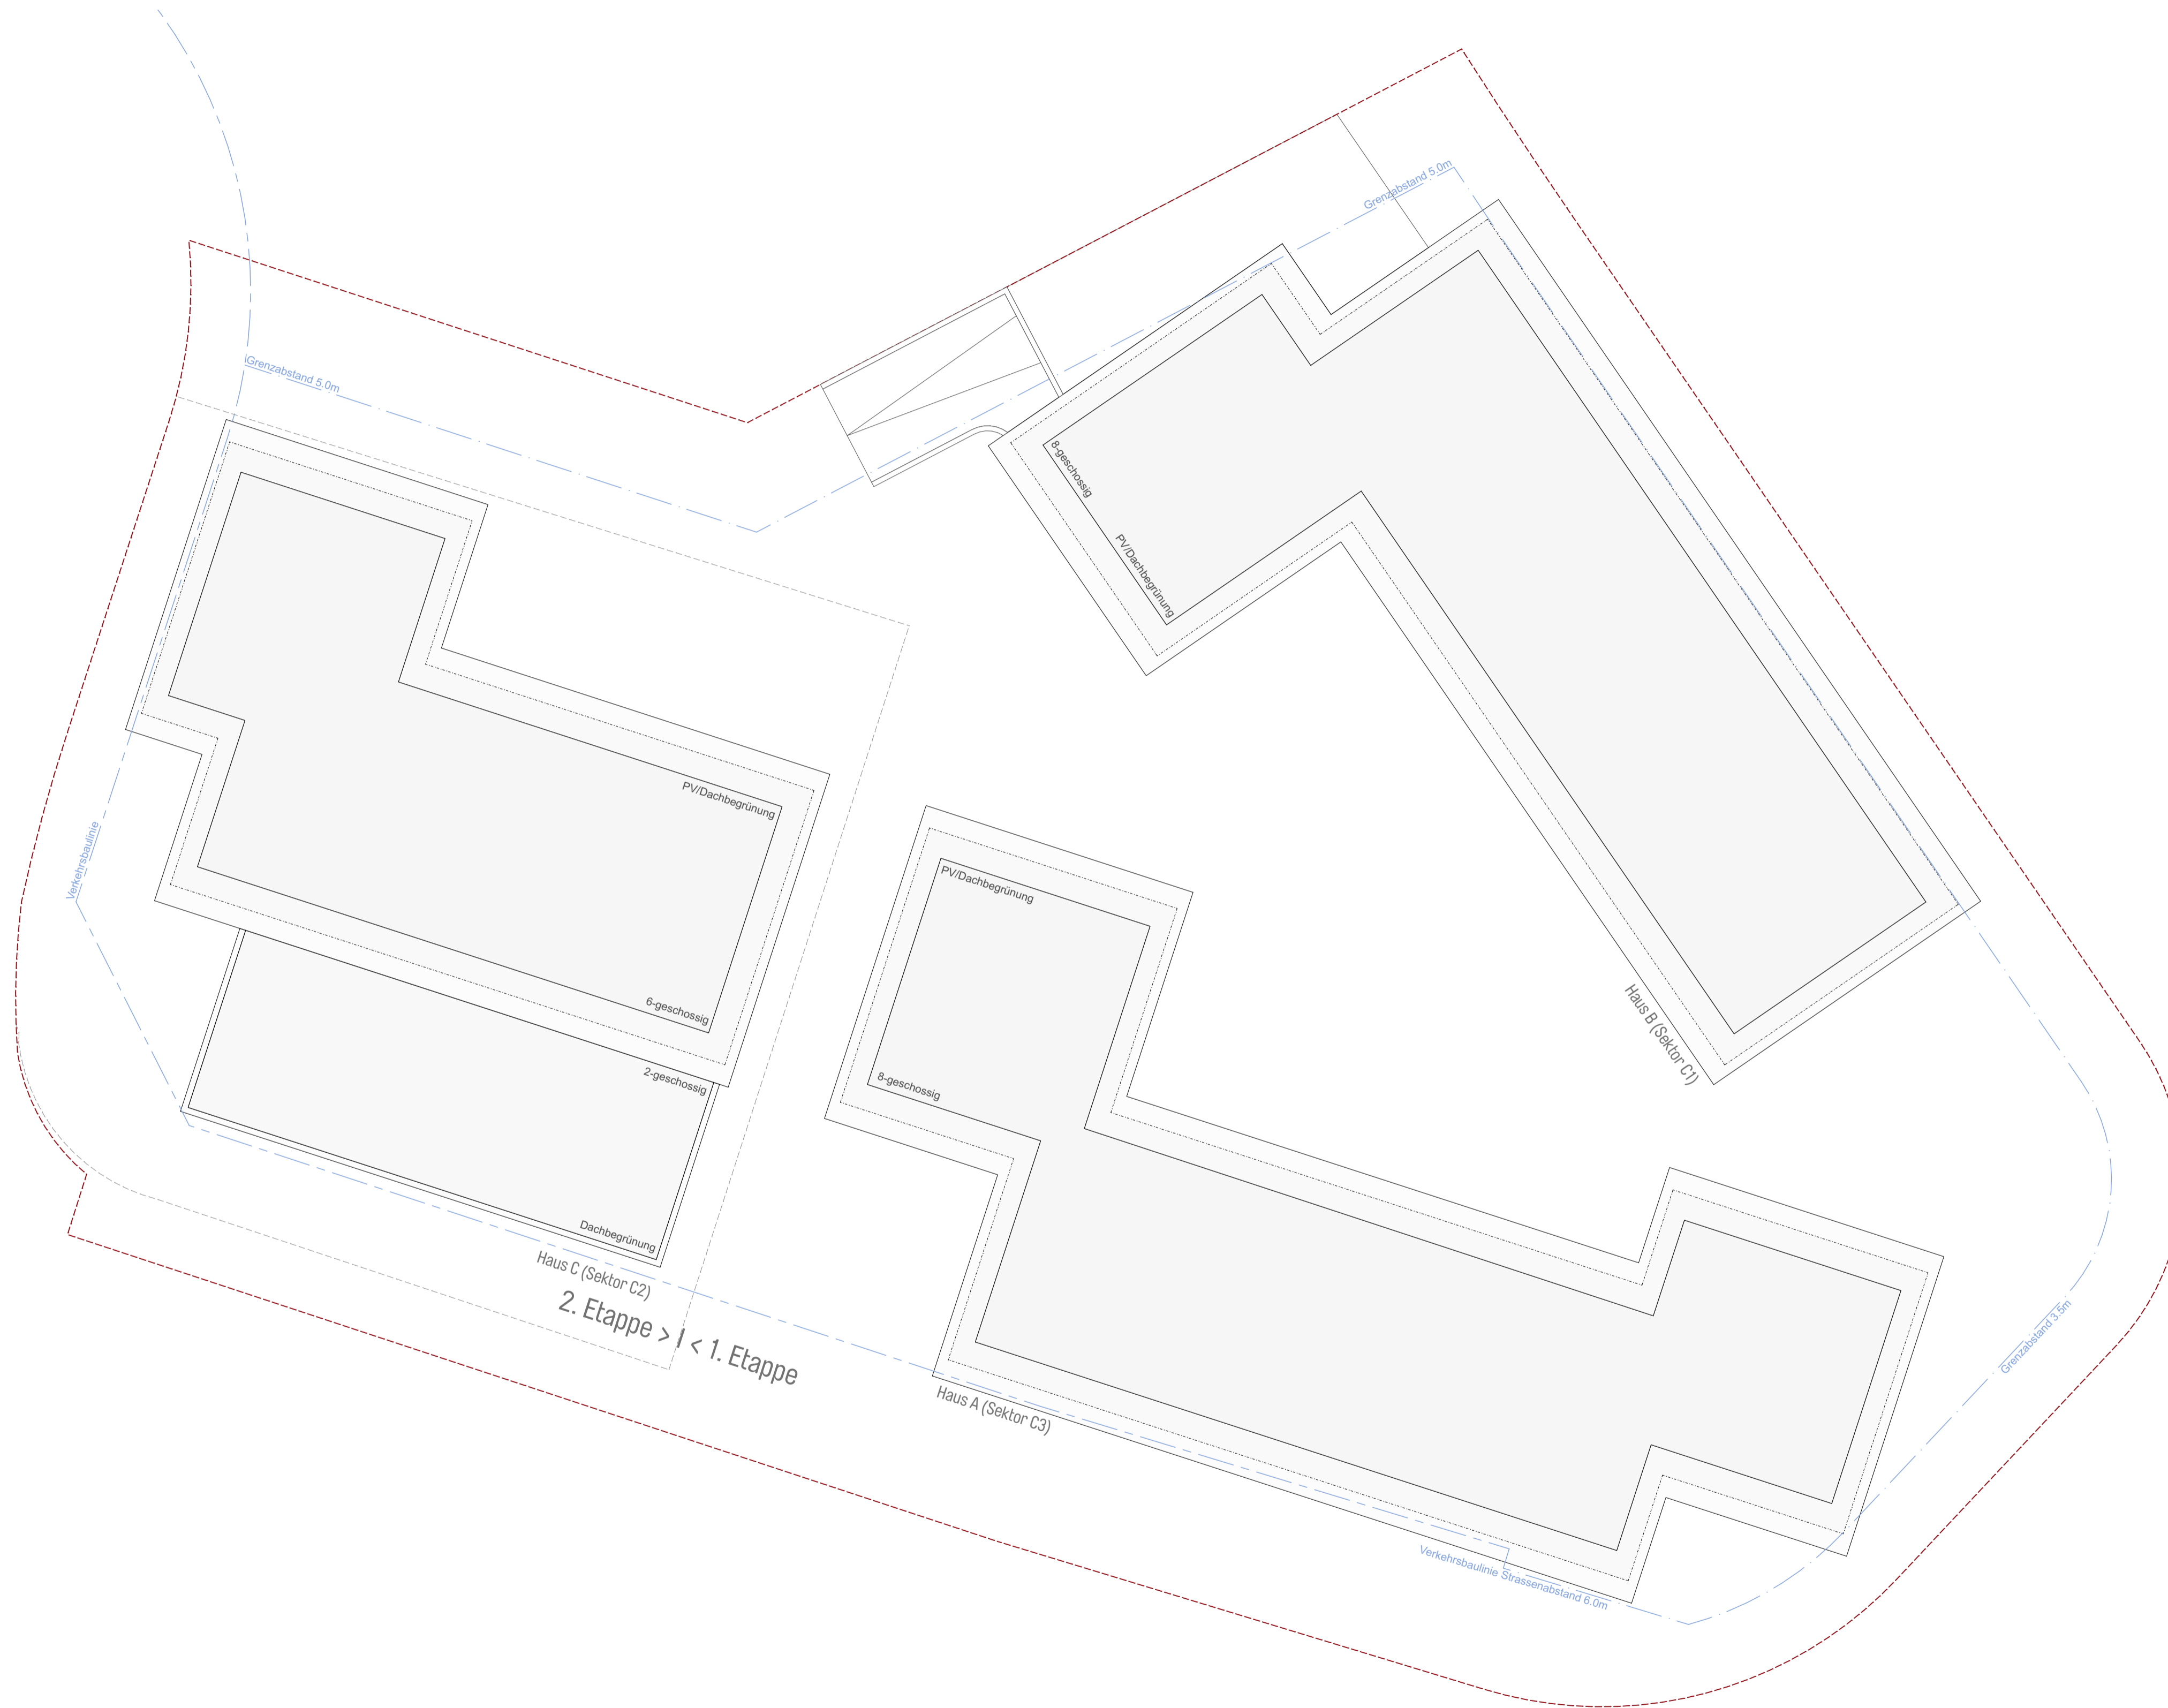 Grenzabstand 5.0m
Grenzabstand 5.0m
8-geschossig
PV/Dachbegrünung
PV/Dachbegrünung
6-geschossig
Verkehrsbaulinie
PV/Dachbegrünung
8-geschossig
Haus B (Sektor C1)
2-geschossig
Dachbegrünung
Haus C (Sektor C2)
2. Etappe > I < 1. Etappe
Haus A (Sektor C3)
Grenzabstand 3.5m
Verkehrsbaulinie Strassenabstand 6.0m